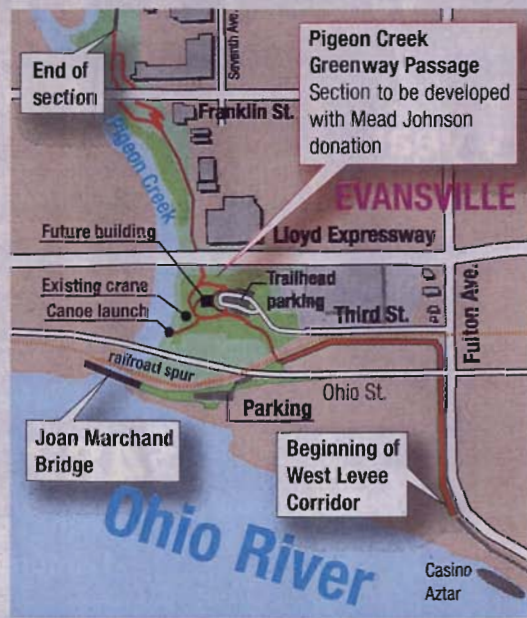 Pigeon Creek
Greenway Passage
Section to be developed
with Mead Johnson
donation
End of
section
Seventh Ave.
Franklin St.
Pigeon Creek
EVANSVILLE
Lloyd Expressway
Future building
Trailhead
parking
Existing crane
Canoe launch
Third St.
Fulton Ave.
railroad spur
Ohio St.
Parking
Joan Marchand
Bridge
Beginning of
West Levee
Corridor
Ohio River
Casino
Aztar